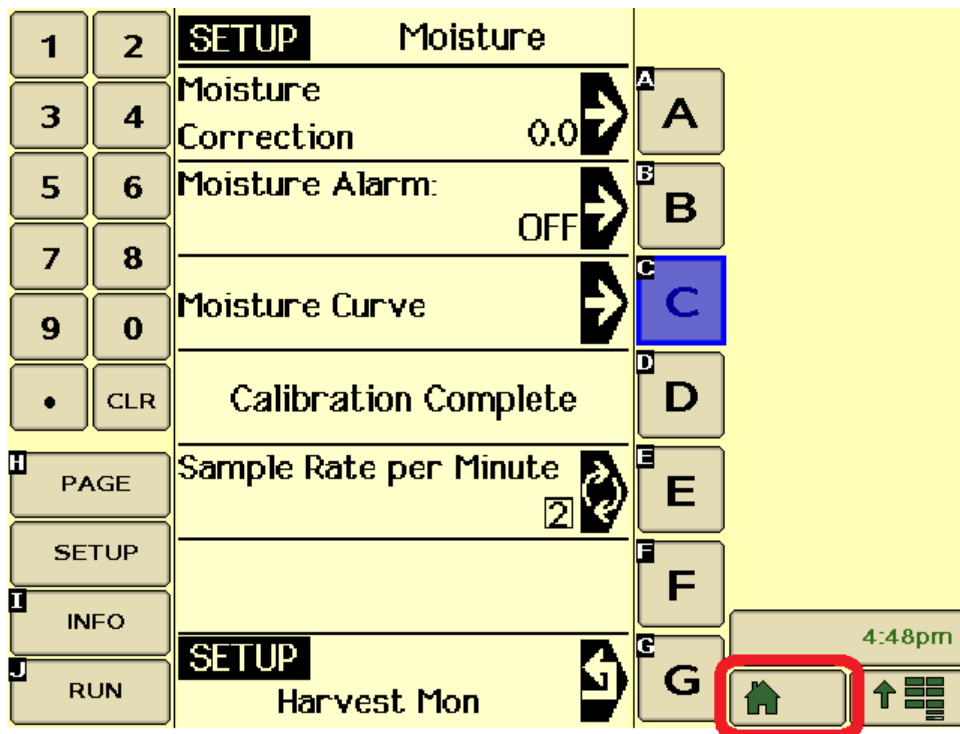 1 2
3 4
5 6
7 8
9 0
• CLR
H PAGE
SETUP
I INFO
J RUN
SETUP Moisture
Moisture
Correction 0.0
Moisture Alarm:
OFF
Moisture Curve
Calibration Complete
Sample Rate per Minute
2
SETUP
Harvest Mon
A A
B B
C C
D D
E E
F F
G G
4:48pm